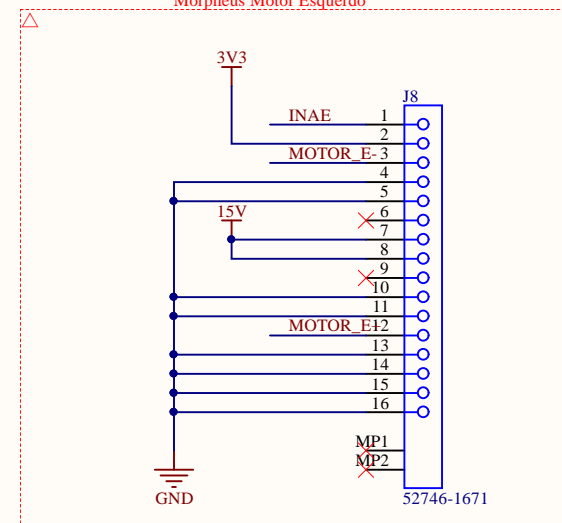 Morpheus Motor Esquerdo
3V3
J8
INAE 1
2
MOTOR_E- 3
4
5
15V 6
7
8
9
10
11
MOTOR_E+ 12
13
14
15
16
MP1
MP2
GND
52746-1671